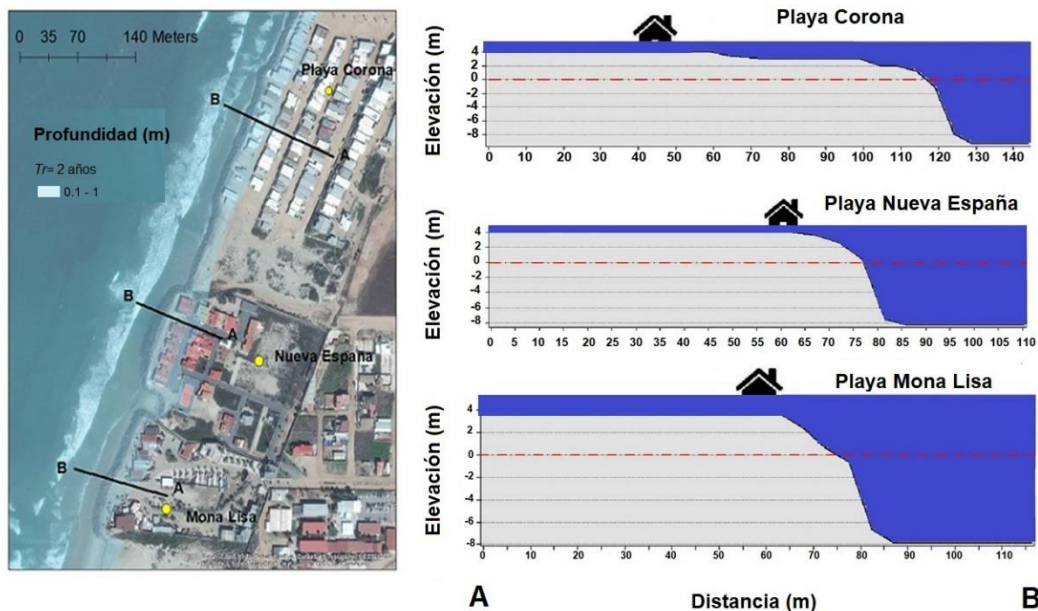 0 35 70 140 Meters
Playa Corona
B
A
Profundidad (m)
Tr= 2 años
0.1 - 1
B
A
Nueva España
B
A
Mona Lisa
Playa Corona
Elevación (m)
4
2
0
-2
-4
-6
-8
0 10 20 30 40 50 60 70 80 90 100 110 120 130 140
Playa Nueva España
Elevación (m)
4
2
0
-2
-4
-6
-8
0 5 10 15 20 25 30 35 40 45 50 55 60 65 70 75 80 85 90 95 100 105 110
Playa Mona Lisa
Elevación (m)
4
2
0
-2
-4
-6
-8
0 10 20 30 40 50 60 70 80 90 100 110
A Distancia (m) B